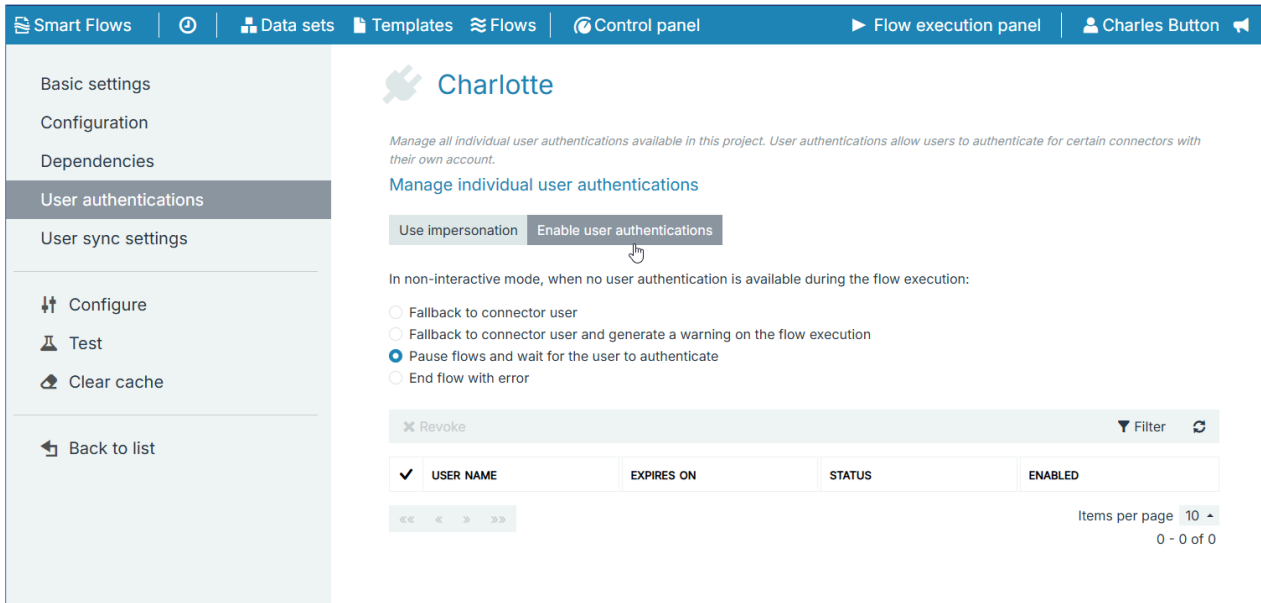 Smart Flows Data sets Templates Flows Control panel Flow execution panel Charles Button
Basic settings
Configuration
Dependencies
User authentications
User sync settings
Configure
Test
Clear cache
Back to list
Charlotte
Manage all individual user authentications available in this project. User authentications allow users to authenticate for certain connectors with
their own account.
Manage individual user authentications
Use impersonation Enable user authentications
In non-interactive mode, when no user authentication is available during the flow execution:
Fallback to connector user
Fallback to connector user and generate a warning on the flow execution
Pause flows and wait for the user to authenticate
End flow with error
Revoke Filter
USER NAME EXPIRES ON STATUS ENABLED
Items per page 10
0 - 0 of 0